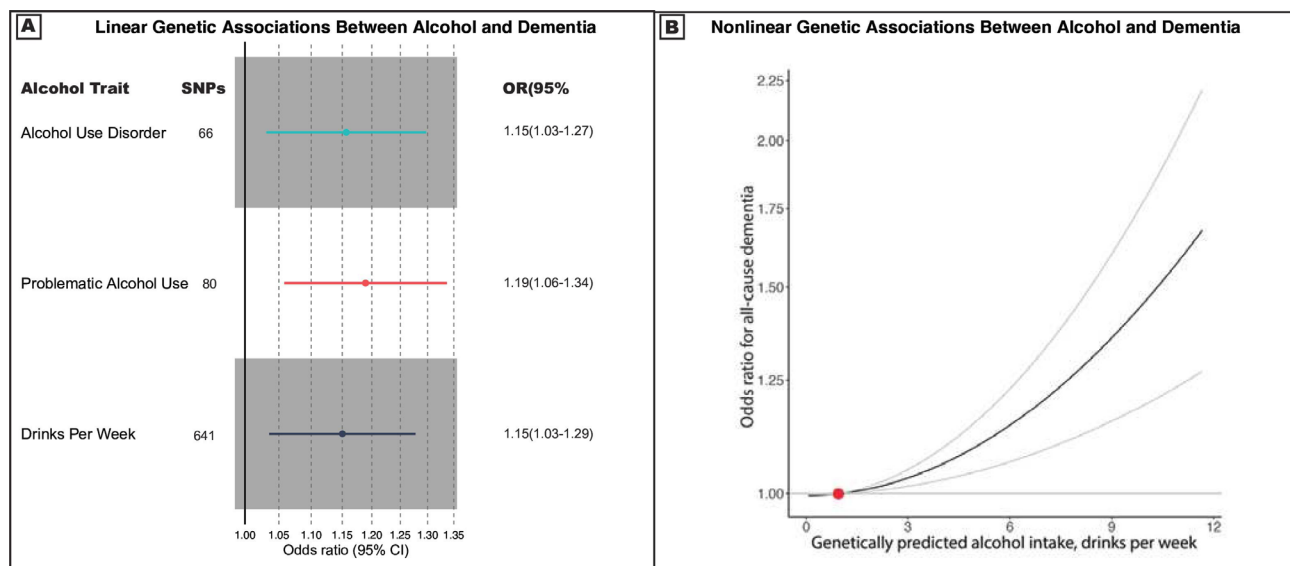 A Linear Genetic Associations Between Alcohol and Dementia
Alcohol Trait SNPs OR(95%
Alcohol Use Disorder 66 1.15(1.03-1.27)
Problematic Alcohol Use 80 1.19(1.06-1.34)
Drinks Per Week 641 1.15(1.03-1.29)
1.00 1.05 1.10 1.15 1.20 1.25 1.30 1.35
Odds ratio (95% CI)
B Nonlinear Genetic Associations Between Alcohol and Dementia
Odds ratio for all-cause dementia
2.25
2.00
1.75
1.50
1.25
1.00
0 3 6 9 12
Genetically predicted alcohol intake, drinks per week